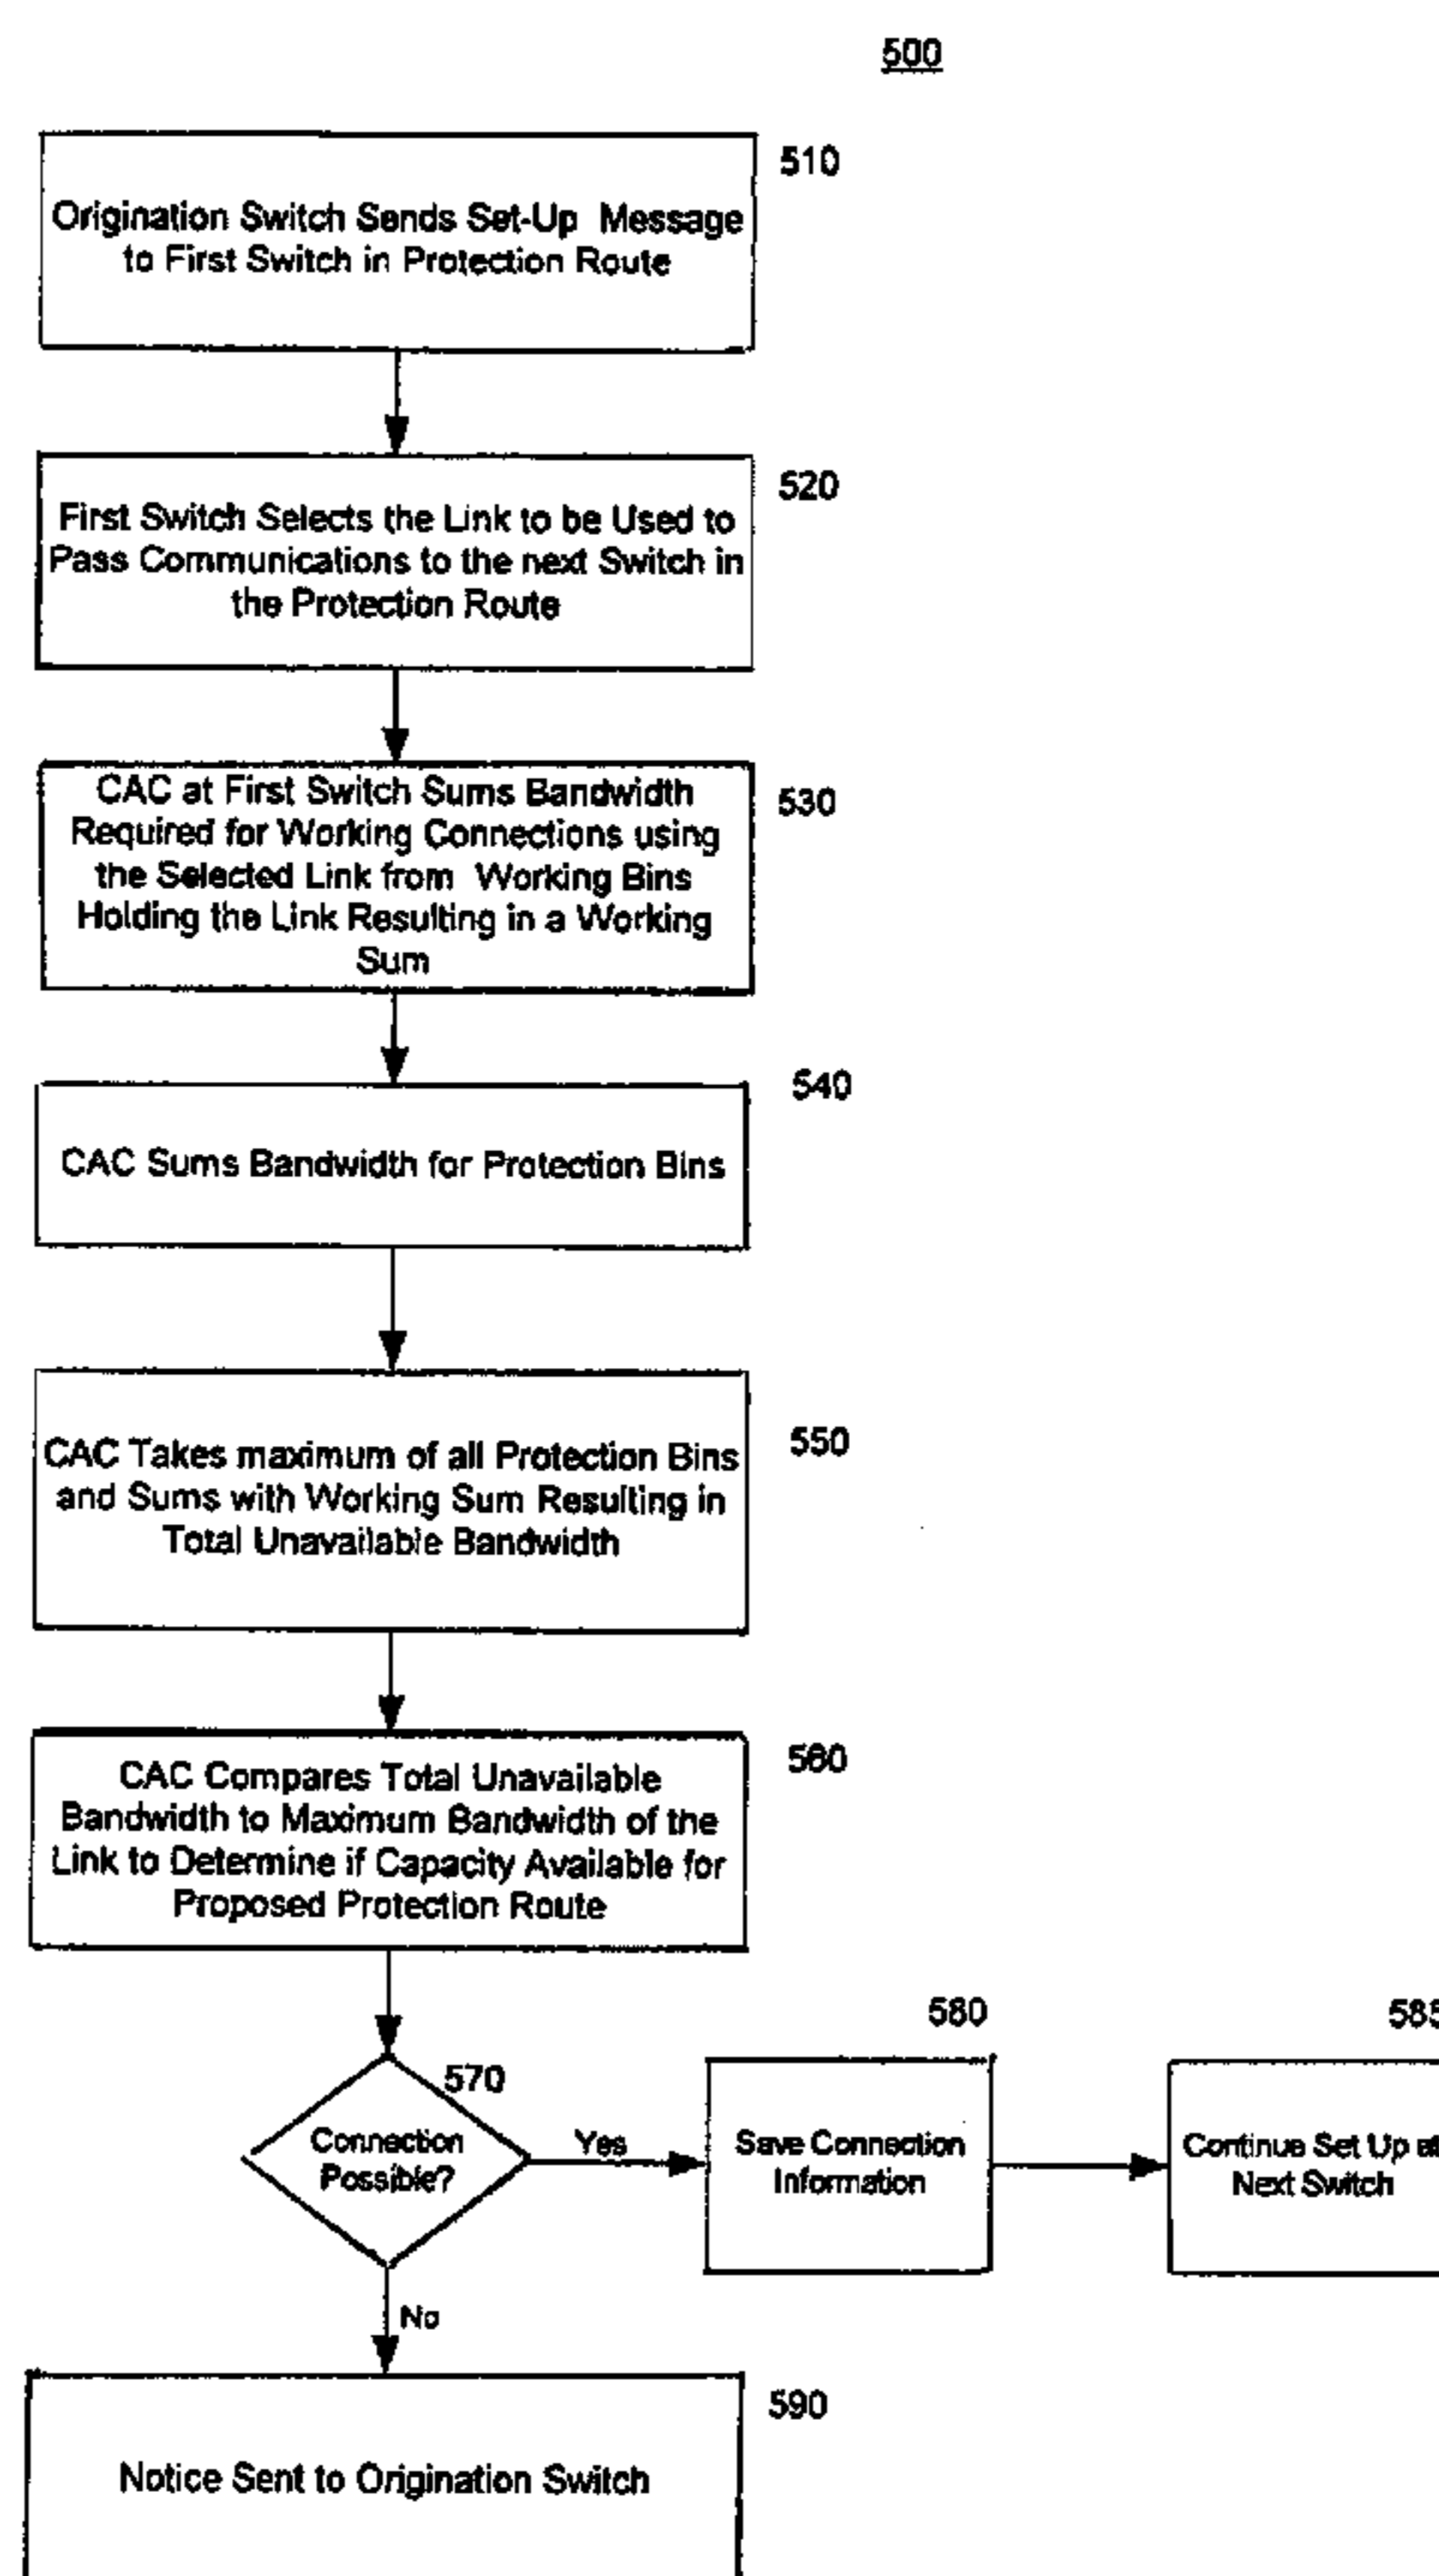 500
510
Origination Switch Sends Set-Up Message
to First Switch in Protection Route
520
First Switch Selects the Link to be Used to
Pass Communications to the next Switch in
the Protection Route
530
CAC at First Switch Sums Bandwidth
Required for Working Connections using
the Selected Link from Working Bins
Holding the Link Resulting in a Working
Sum
540
CAC Sums Bandwidth for Protection Bins
550
CAC Takes maximum of all Protection Bins
and Sums with Working Sum Resulting in
Total Unavailable Bandwidth
560
CAC Compares Total Unavailable
Bandwidth to Maximum Bandwidth of the
Link to Determine if Capacity Available for
Proposed Protection Route
570
Connection
Possible?
Yes
580
Save Connection
Information
585
Continue Set Up at
Next Switch
No
590
Notice Sent to Origination Switch